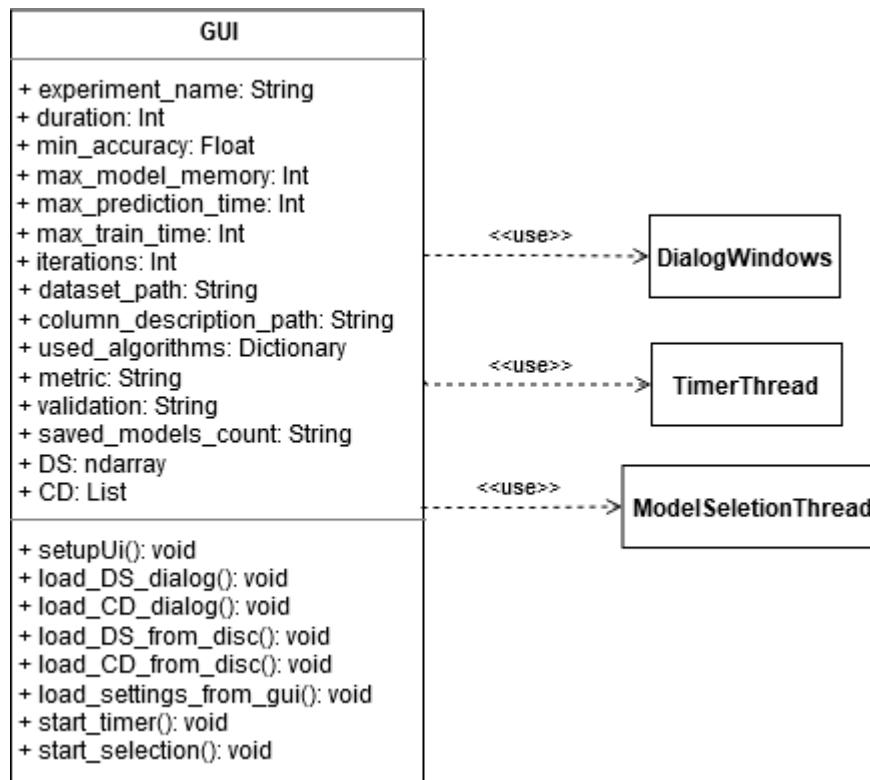 GUI
+ experiment_name: String
+ duration: Int
+ min_accuracy: Float
+ max_model_memory: Int
+ max_prediction_time: Int
+ max_train_time: Int
+ iterations: Int
+ dataset_path: String
+ column_description_path: String
+ used_algorithms: Dictionary
+ metric: String
+ validation: String
+ saved_models_count: String
+ DS: ndarray
+ CD: List
+ setupUi(): void
+ load_DS_dialog(): void
+ load_CD_dialog(): void
+ load_DS_from_disc(): void
+ load_CD_from_disc(): void
+ load_settings_from_gui(): void
+ start_timer(): void
+ start_selection(): void
<<use>>
DialogWindows
<<use>>
TimerThread
<<use>>
ModelSeletionThread